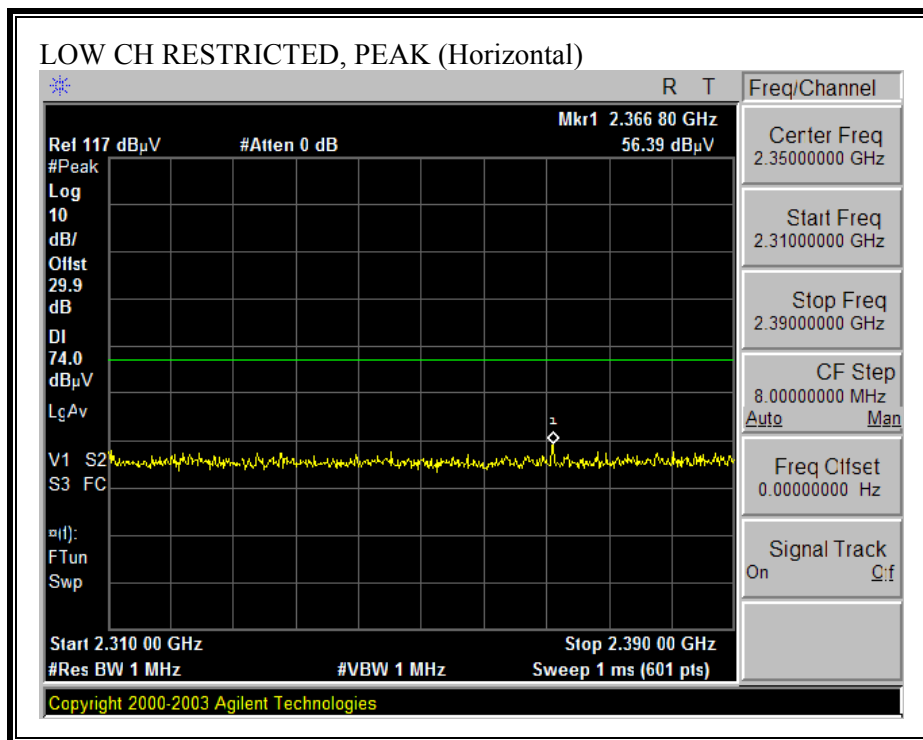 LOW CH RESTRICTED, PEAK (Horizontal)
R T
Freq/Channel
Mkr1 2.366 80 GHz
Ref 117 dBµV #Atten 0 dB 56.39 dBµV
#Peak
Log
10
dB/
Offst
29.9
dB
DI
74.0
dBµV
LgAv
1
V1 S2
S3 FC
¤(f):
FTun
Swp
Start 2.310 00 GHz Stop 2.390 00 GHz
#Res BW 1 MHz #VBW 1 MHz Sweep 1 ms (601 pts)
Copyright 2000-2003 Agilent Technologies
Center Freq
2.35000000 GHz
Start Freq
2.31000000 GHz
Stop Freq
2.39000000 GHz
CF Step
8.00000000 MHz
Auto Man
Freq Offset
0.00000000 Hz
Signal Track
On Off